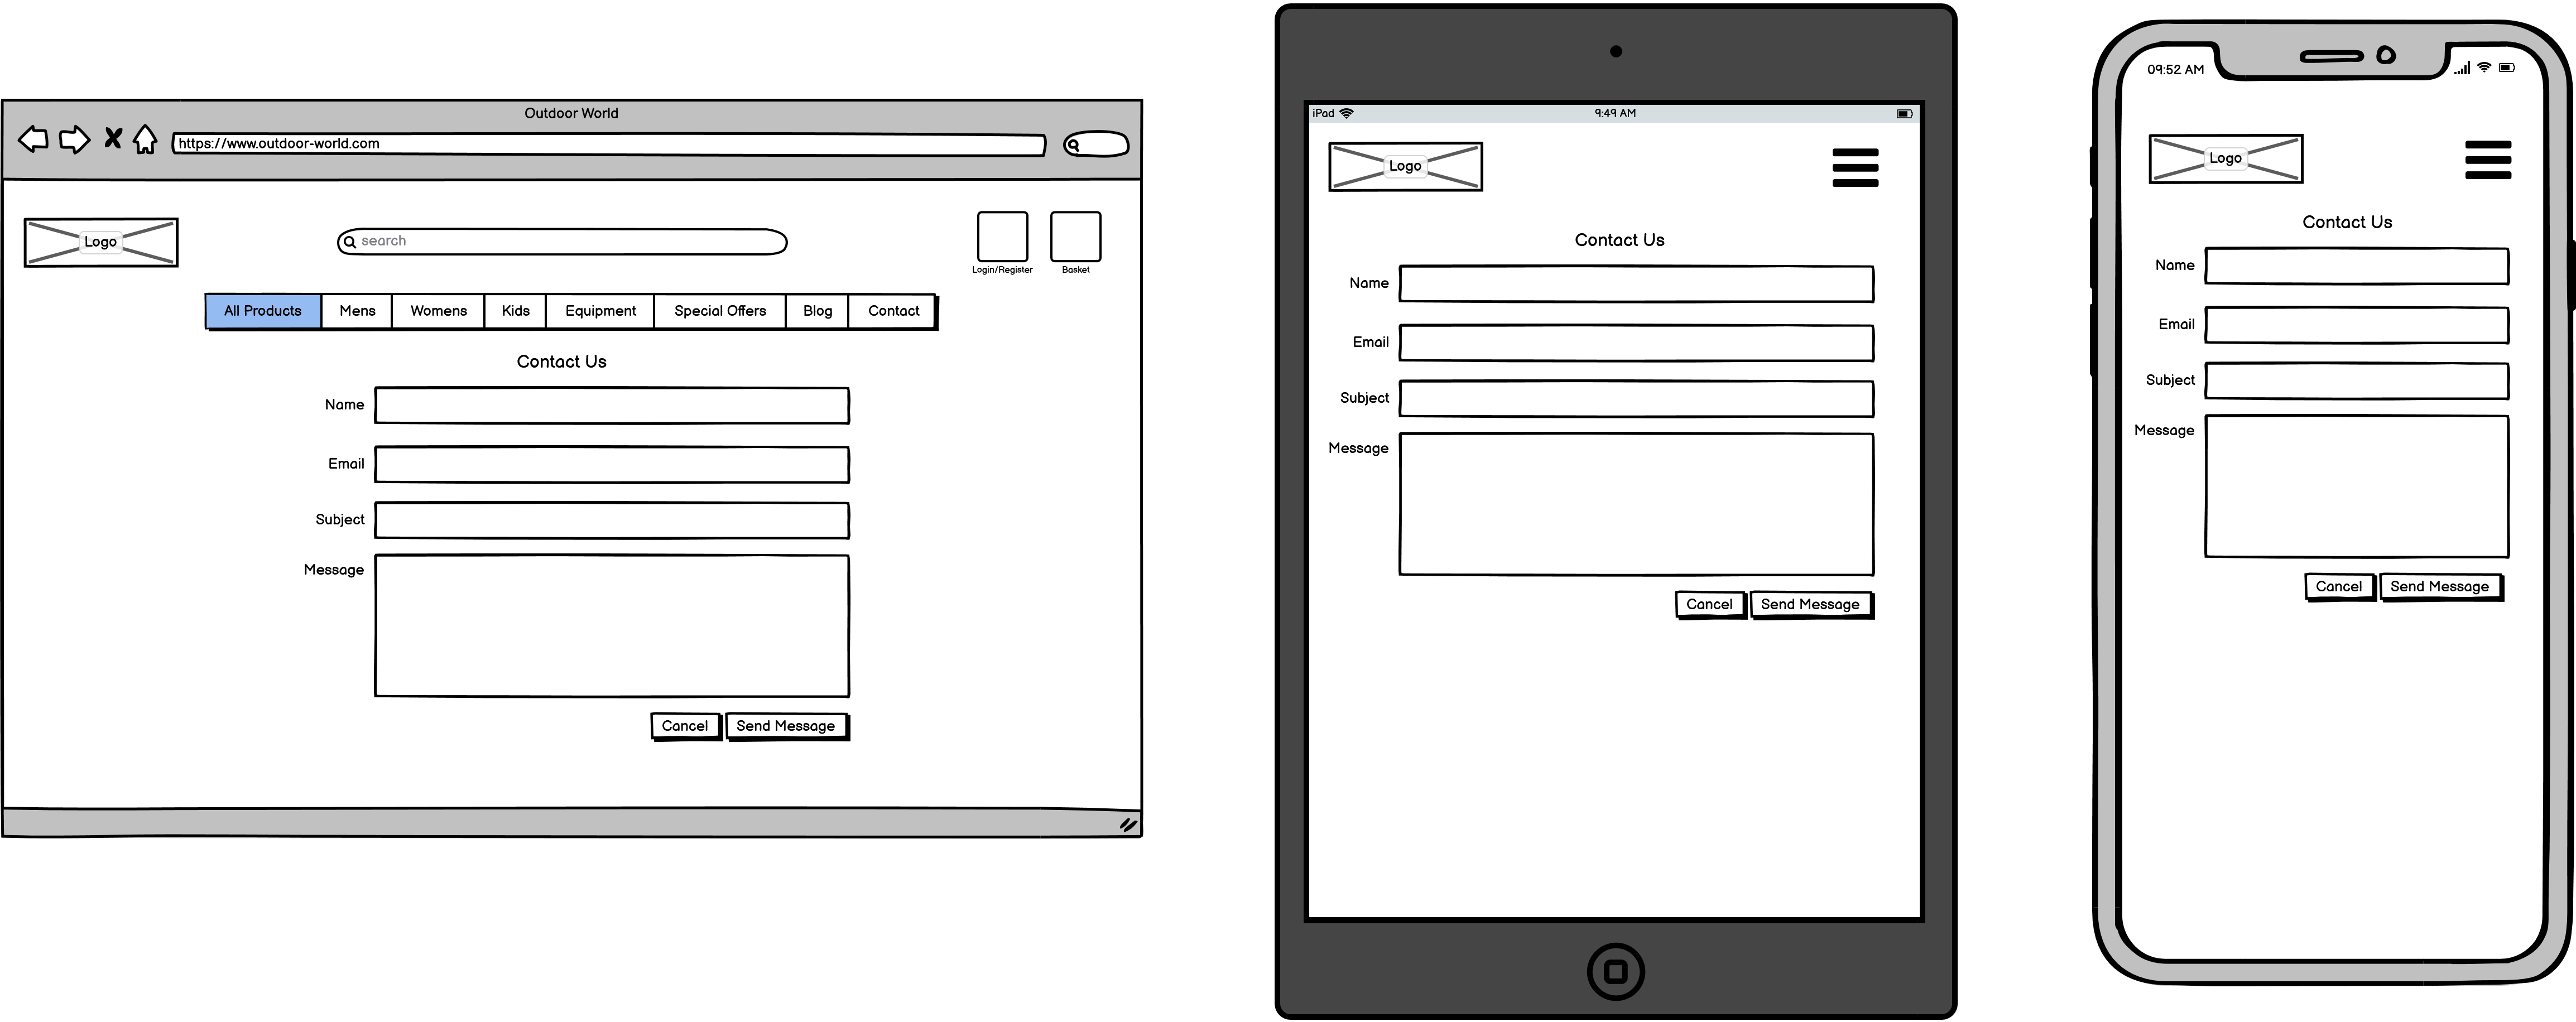 Outdoor World
https://www.outdoor-world.com
Logo
search
Login/Register
Basket
All Products
Mens
Womens
Kids
Equipment
Special Offers
Blog
Contact
Contact Us
Name
Email
Subject
Message
Cancel
Send Message
iPad
9:49 AM
Logo
Contact Us
Name
Email
Subject
Message
Cancel
Send Message
09:52 AM
Logo
Contact Us
Name
Email
Subject
Message
Cancel
Send Message